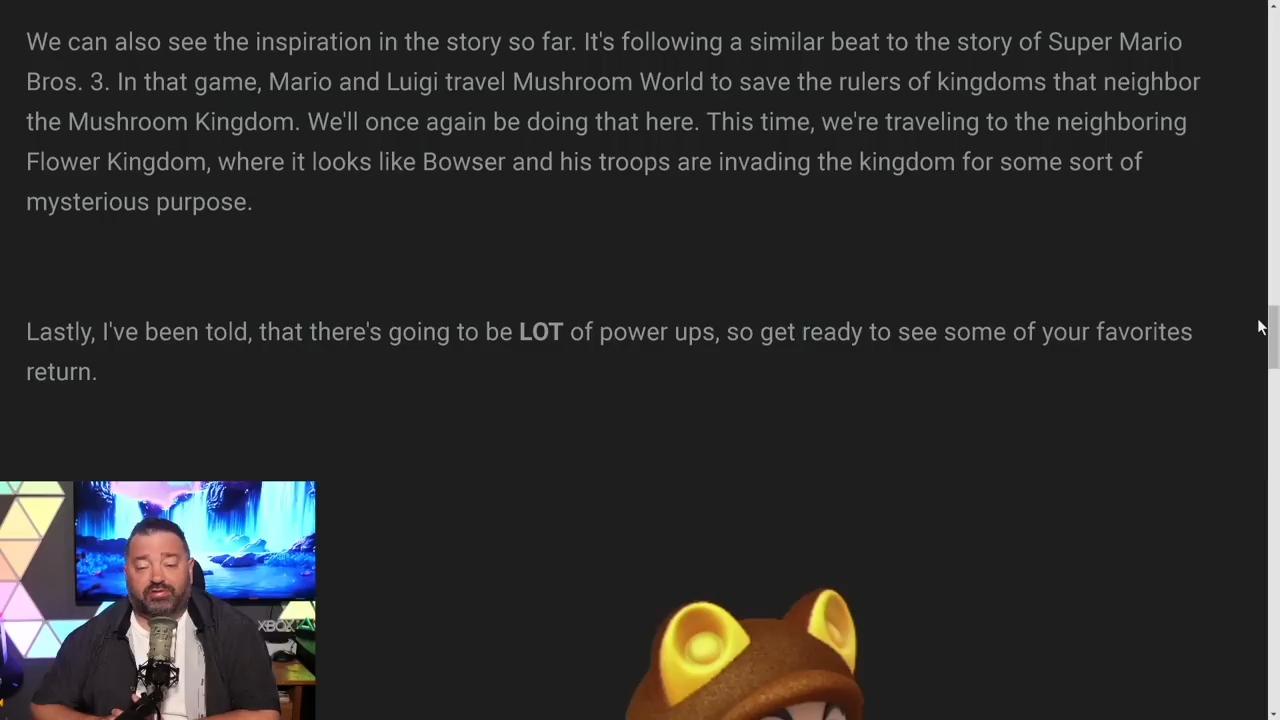 We can also see the inspiration in the story so far. It's following a similar beat to the story of Super Mario
Bros. 3. In that game, Mario and Luigi travel Mushroom World to save the rulers of kingdoms that neighbor
the Mushroom Kingdom. We'll once again be doing that here. This time, we're traveling to the neighboring
Flower Kingdom, where it looks like Bowser and his troops are invading the kingdom for some sort of
mysterious purpose.
Lastly, I've been told, that there's going to be LOT of power ups, so get ready to see some of your favorites
return.
XBOX